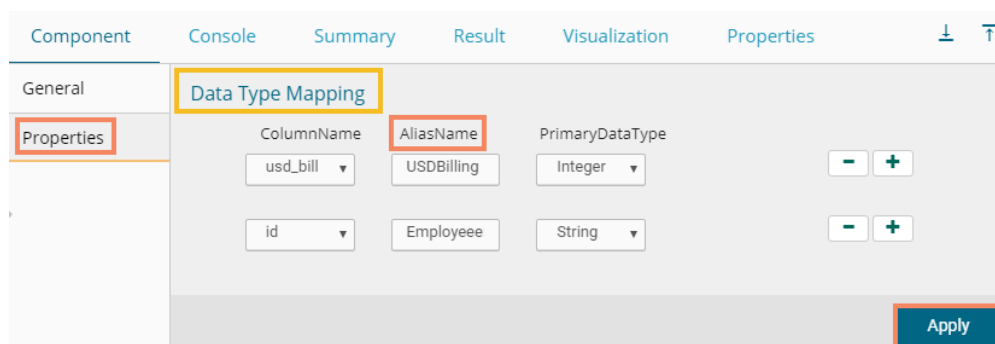 Component Console Summary Result Visualization Properties
General
Properties
Data Type Mapping
ColumnName AliasName PrimaryDataType
usd_bill USDBilling Integer
id Employeee String
Apply